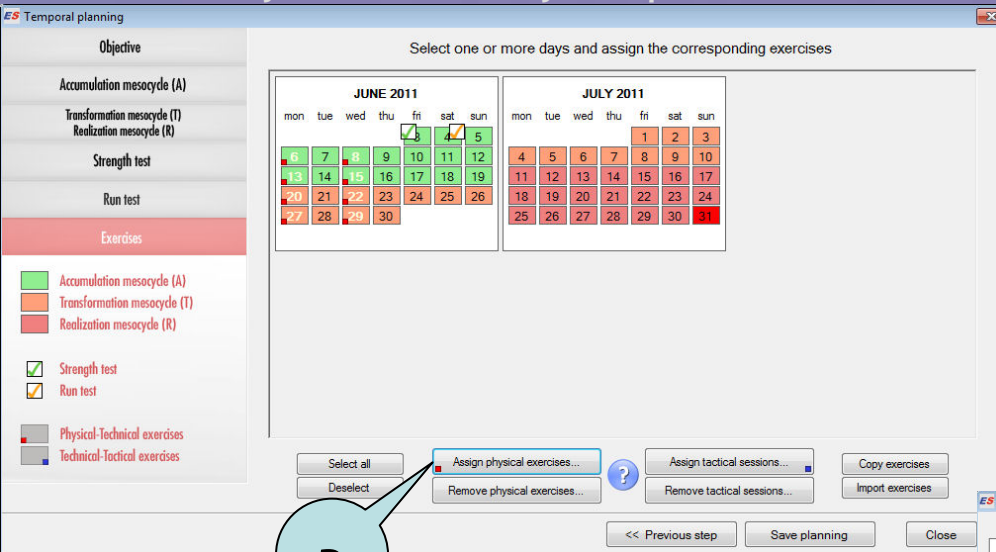 ES Temporal planning
Objective
Accumulation mesocycle (A)
Transformation mesocycle (T)
Realization mesocycle (R)
Strength test
Run test
Exercises
Accumulation mesocycle (A)
Transformation mesocycle (T)
Realization mesocycle (R)
Strength test
Run test
Physical-Technical exercises
Technical-Tactical exercises
Select one or more days and assign the corresponding exercises
JUNE 2011
mon tue wed thu fri sat sun
3 4 5
6 7 8 9 10 11 12
13 14 15 16 17 18 19
20 21 22 23 24 25 26
27 28 29 30
JULY 2011
mon tue wed thu fri sat sun
1 2 3
4 5 6 7 8 9 10
11 12 13 14 15 16 17
18 19 20 21 22 23 24
25 26 27 28 29 30 31
Select all
Assign physical exercises...
?
Assign tactical sessions...
Copy exercises
Deselect
Remove physical exercises...
Remove tactical sessions...
Import exercises
<< Previous step
Save planning
Close
ES